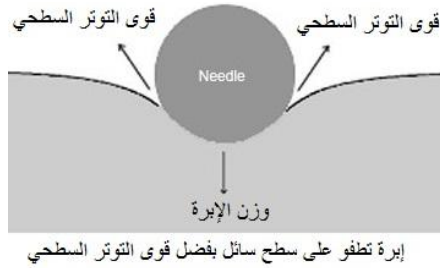 قوى التوتر السطحي
قوى التوتر السطحي
Needle
وزن الإبرة
إبرة تطفو على سطح سائل بفضل قوى التوتر السطحي